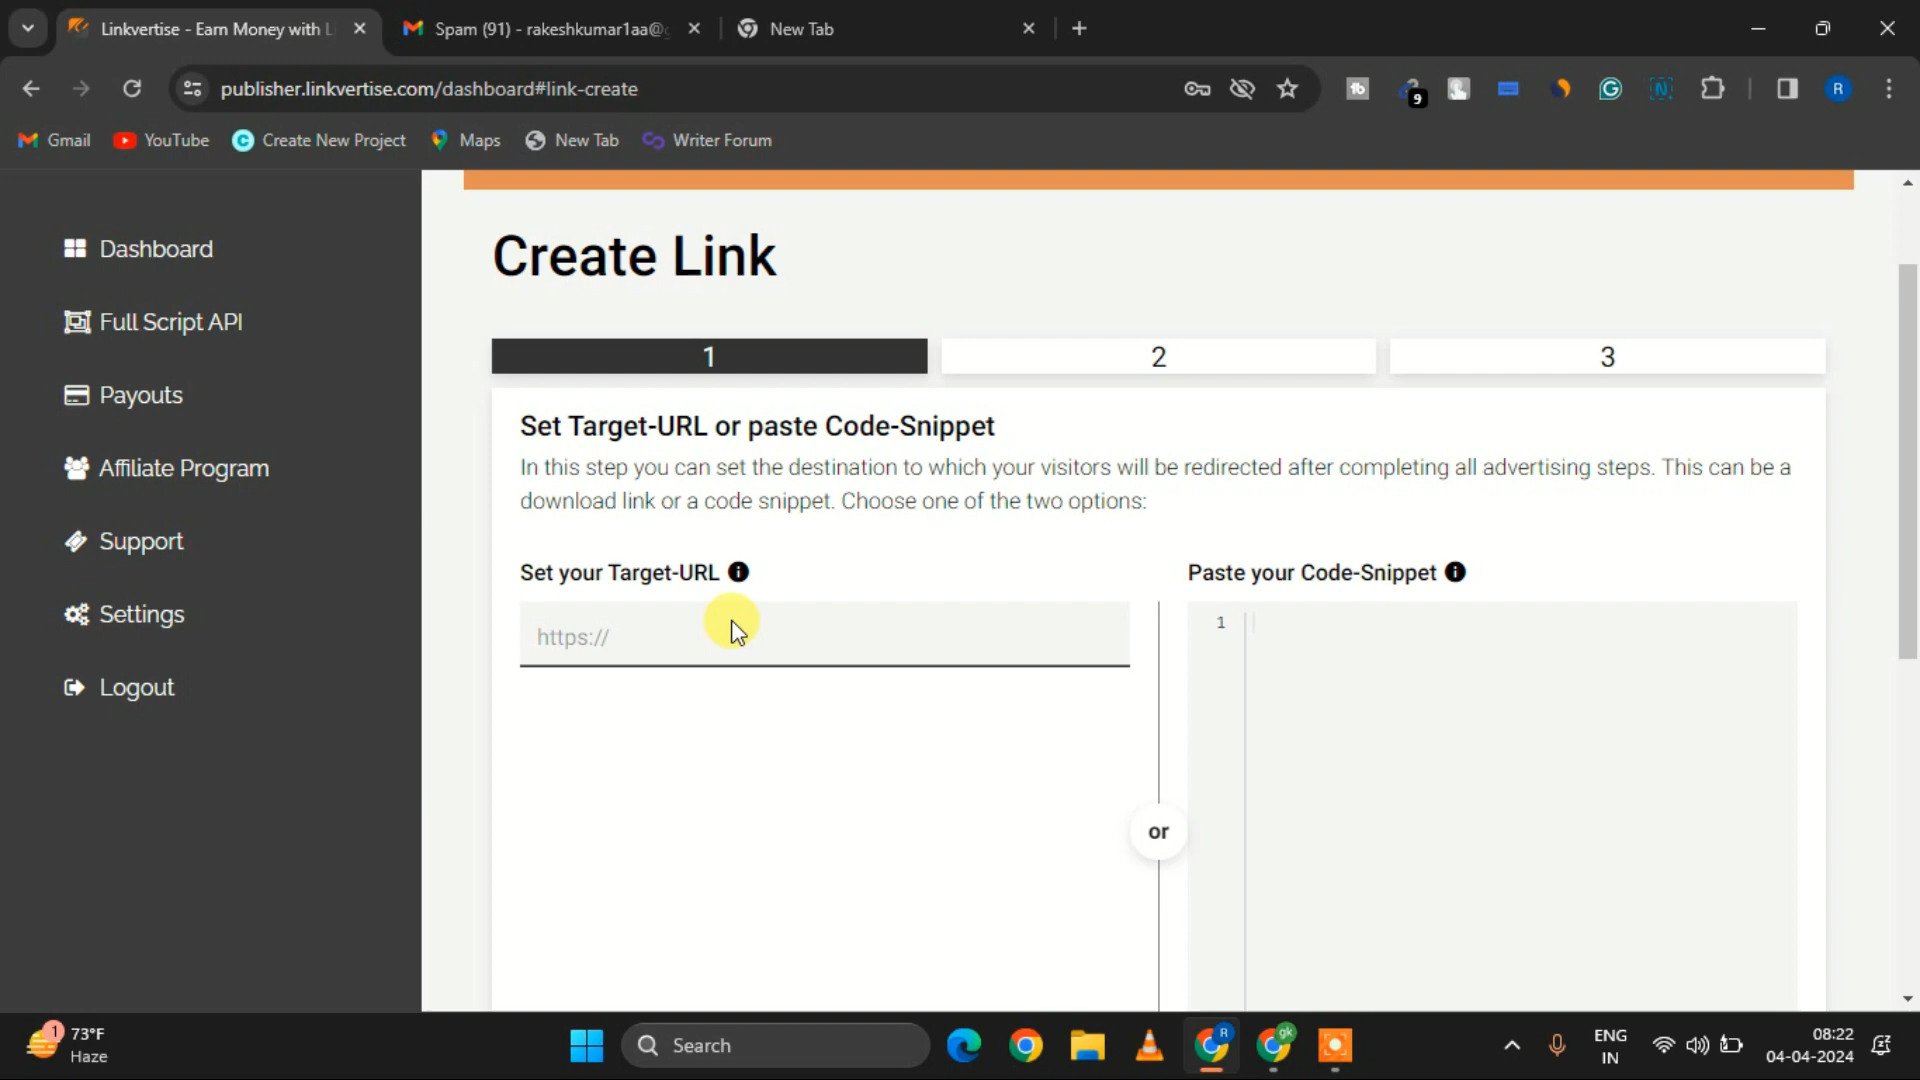 Linkvertise - Earn Money with L
Spam (91) - rakeshkumar1aa@g
New Tab
publisher.linkvertise.com/dashboard#link-create
9
R
Gmail
YouTube
Create New Project
Maps
New Tab
Writer Forum
Dashboard
Full Script API
Payouts
Affiliate Program
Support
Settings
Logout
Create Link
1
2
3
Set Target-URL or paste Code-Snippet
In this step you can set the destination to which your visitors will be redirected after completing all advertising steps. This can be a
download link or a code snippet. Choose one of the two options:
Set your Target-URL
https://
or
Paste your Code-Snippet
1
1
73°F
Haze
Search
R
gk
ENG
IN
08:22
04-04-2024